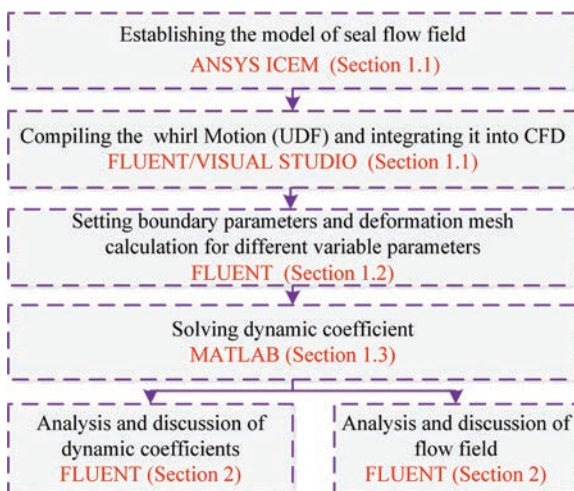 Establishing the model of seal flow field
ANSYS ICEM (Section 1.1)
Compiling the whirl Motion (UDF) and integrating it into CFD
FLUENT/VISUAL STUDIO (Section 1.1)
Setting boundary parameters and deformation mesh
calculation for different variable parameters
FLUENT (Section 1.2)
Solving dynamic coefficient
MATLAB (Section 1.3)
Analysis and discussion of
dynamic coefficients
FLUENT (Section 2)
Analysis and discussion of
flow field
FLUENT (Section 2)